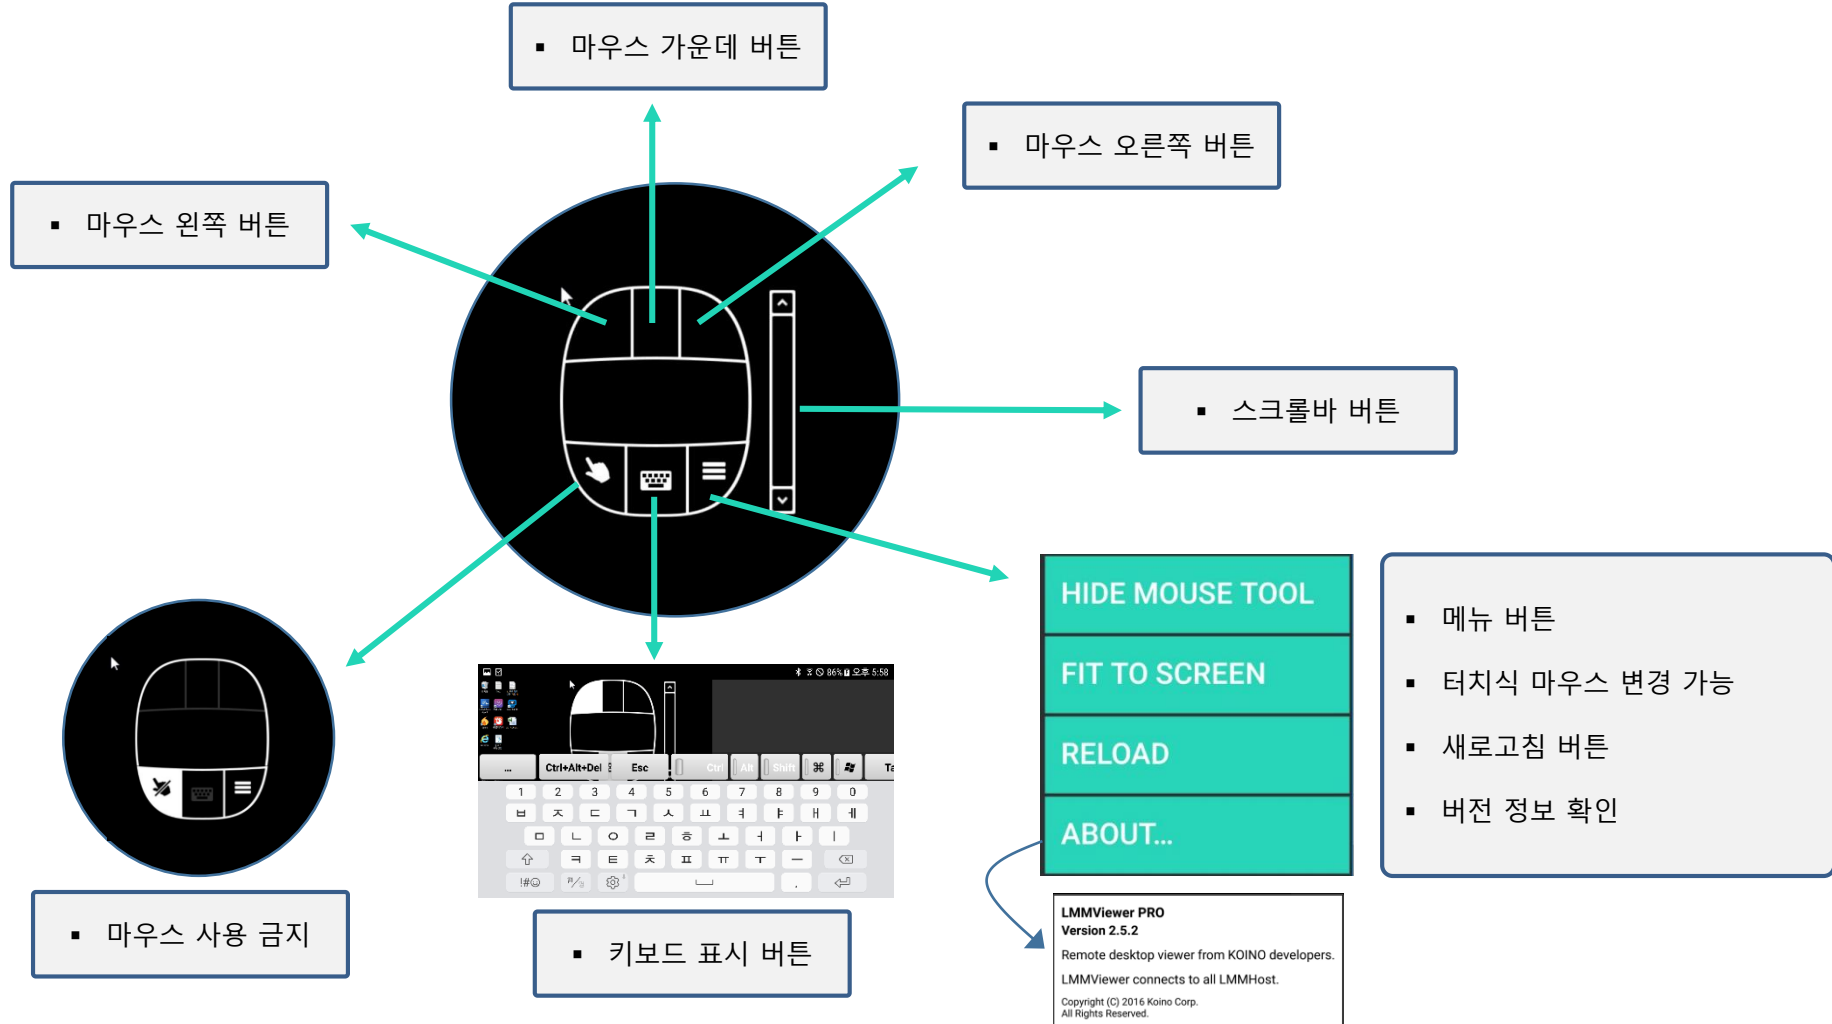 마우스 가운데 버튼
마우스 오른쪽 버튼
마우스 왼쪽 버튼
스크롤바 버튼
HIDE MOUSE TOOL
FIT TO SCREEN
RELOAD
ABOUT...
메뉴 버튼
터치식 마우스 변경 가능
새로고침 버튼
버전 정보 확인
86% 오후 5:58
... Ctrl+Alt+Del Esc Ctrl Alt Shift ⌘ Ta
1 2 3 4 5 6 7 8 9 0
ㅂ ㅈ ㄷ ㄱ ㅅ ㅛ ㅕ ㅑ ㅐ ㅔ
ㅁ ㄴ ㅇ ㄹ ㅎ ㅗ ㅓ ㅏ ㅣ
ㅋ ㅌ ㅊ ㅍ ㅠ ㅜ ㅡ
!#☺ .
마우스 사용 금지
키보드 표시 버튼
LMMViewer PRO
Version 2.5.2
Remote desktop viewer from KOINO developers.
LMMViewer connects to all LMMHost.
Copyright (C) 2016 Koino Corp.
All Rights Reserved.